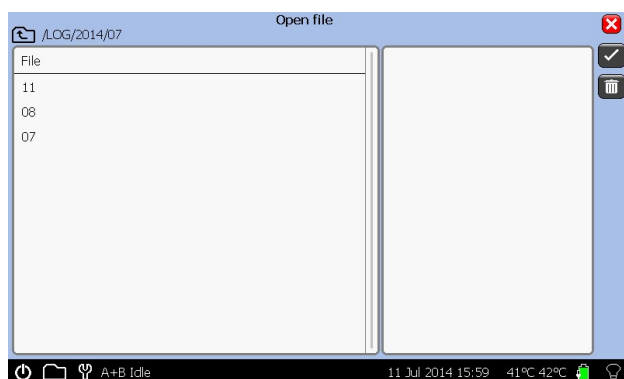 Open file
/LOG/2014/07
File
11
08
07
A+B Idle 11 Jul 2014 15:59 41°C 42°C